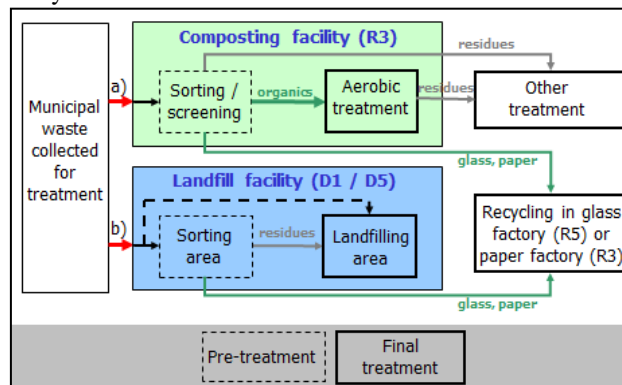 Composting facility (R3)
residues
Municipal
waste
collected
for
treatment
a)
Sorting /
screening
organics
Aerobic
treatment
residues
Other
treatment
glass, paper
Landfill facility (D1 / D5)
b)
Sorting
area
residues
Landfilling
area
Recycling in glass
factory (R5) or
paper factory (R3)
glass, paper
Pre-treatment
Final
treatment